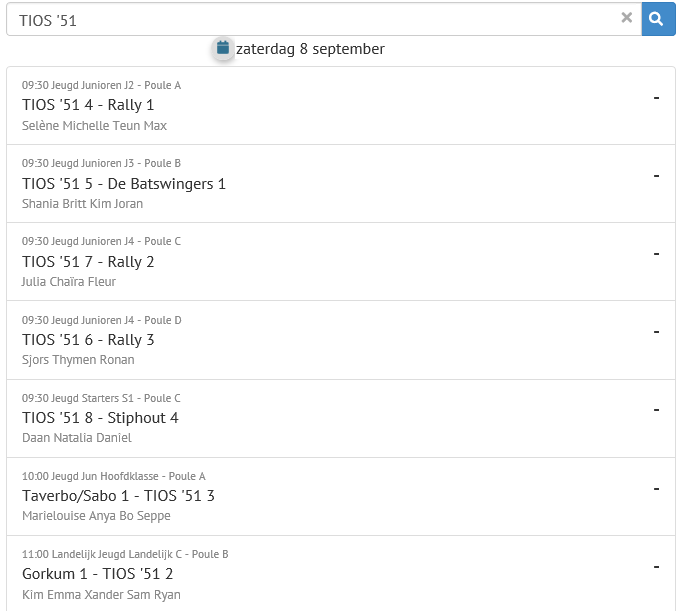 TIOS '51
zaterdag 8 september
09:30 Jeugd Junioren J2 - Poule A
TIOS '51 4 - Rally 1
-
Selène Michelle Teun Max
09:30 Jeugd Junioren J3 - Poule B
TIOS '51 5 - De Batswingers 1
-
Shania Britt Kim Joran
09:30 Jeugd Junioren J4 - Poule C
TIOS '51 7 - Rally 2
-
Julia Chaïra Fleur
09:30 Jeugd Junioren J4 - Poule D
TIOS '51 6 - Rally 3
-
Sjors Thymen Ronan
09:30 Jeugd Starters S1 - Poule C
TIOS '51 8 - Stiphout 4
-
Daan Natalia Daniel
10:00 Jeugd Jun Hoofdklasse - Poule A
Taverbo/Sabo 1 - TIOS '51 3
-
Marielouise Anya Bo Seppe
11:00 Landelijk Jeugd Landelijk C - Poule B
Gorkum 1 - TIOS '51 2
-
Kim Emma Xander Sam Ryan